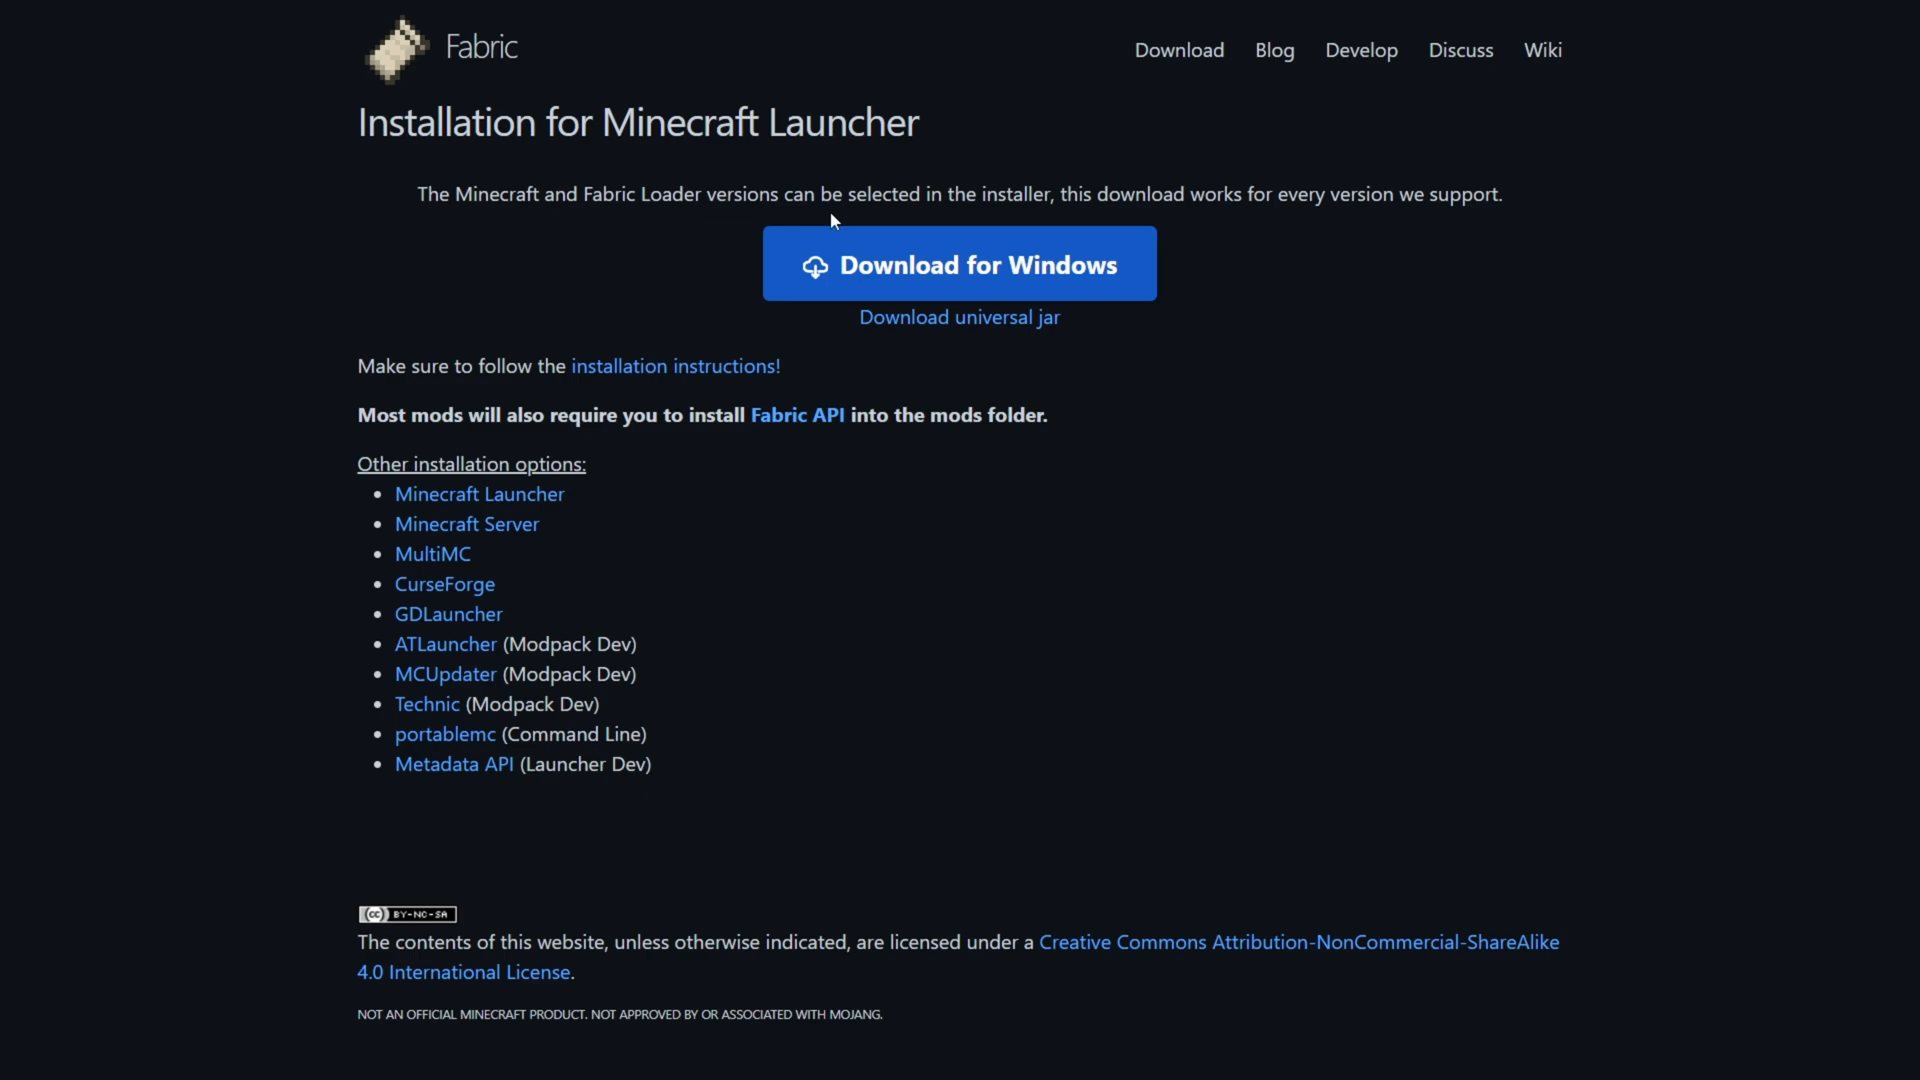 Fabric
Download Blog Develop Discuss Wiki
Installation for Minecraft Launcher
The Minecraft and Fabric Loader versions can be selected in the installer, this download works for every version we support.
Download for Windows
Download universal jar
Make sure to follow the installation instructions!
Most mods will also require you to install Fabric API into the mods folder.
Other installation options:
Minecraft Launcher
Minecraft Server
MultiMC
CurseForge
GDLauncher
ATLauncher (Modpack Dev)
MCUpdater (Modpack Dev)
Technic (Modpack Dev)
portablemc (Command Line)
Metadata API (Launcher Dev)
cc BY-NC-SA
The contents of this website, unless otherwise indicated, are licensed under a Creative Commons Attribution-NonCommercial-ShareAlike
4.0 International License.
NOT AN OFFICIAL MINECRAFT PRODUCT. NOT APPROVED BY OR ASSOCIATED WITH MOJANG.